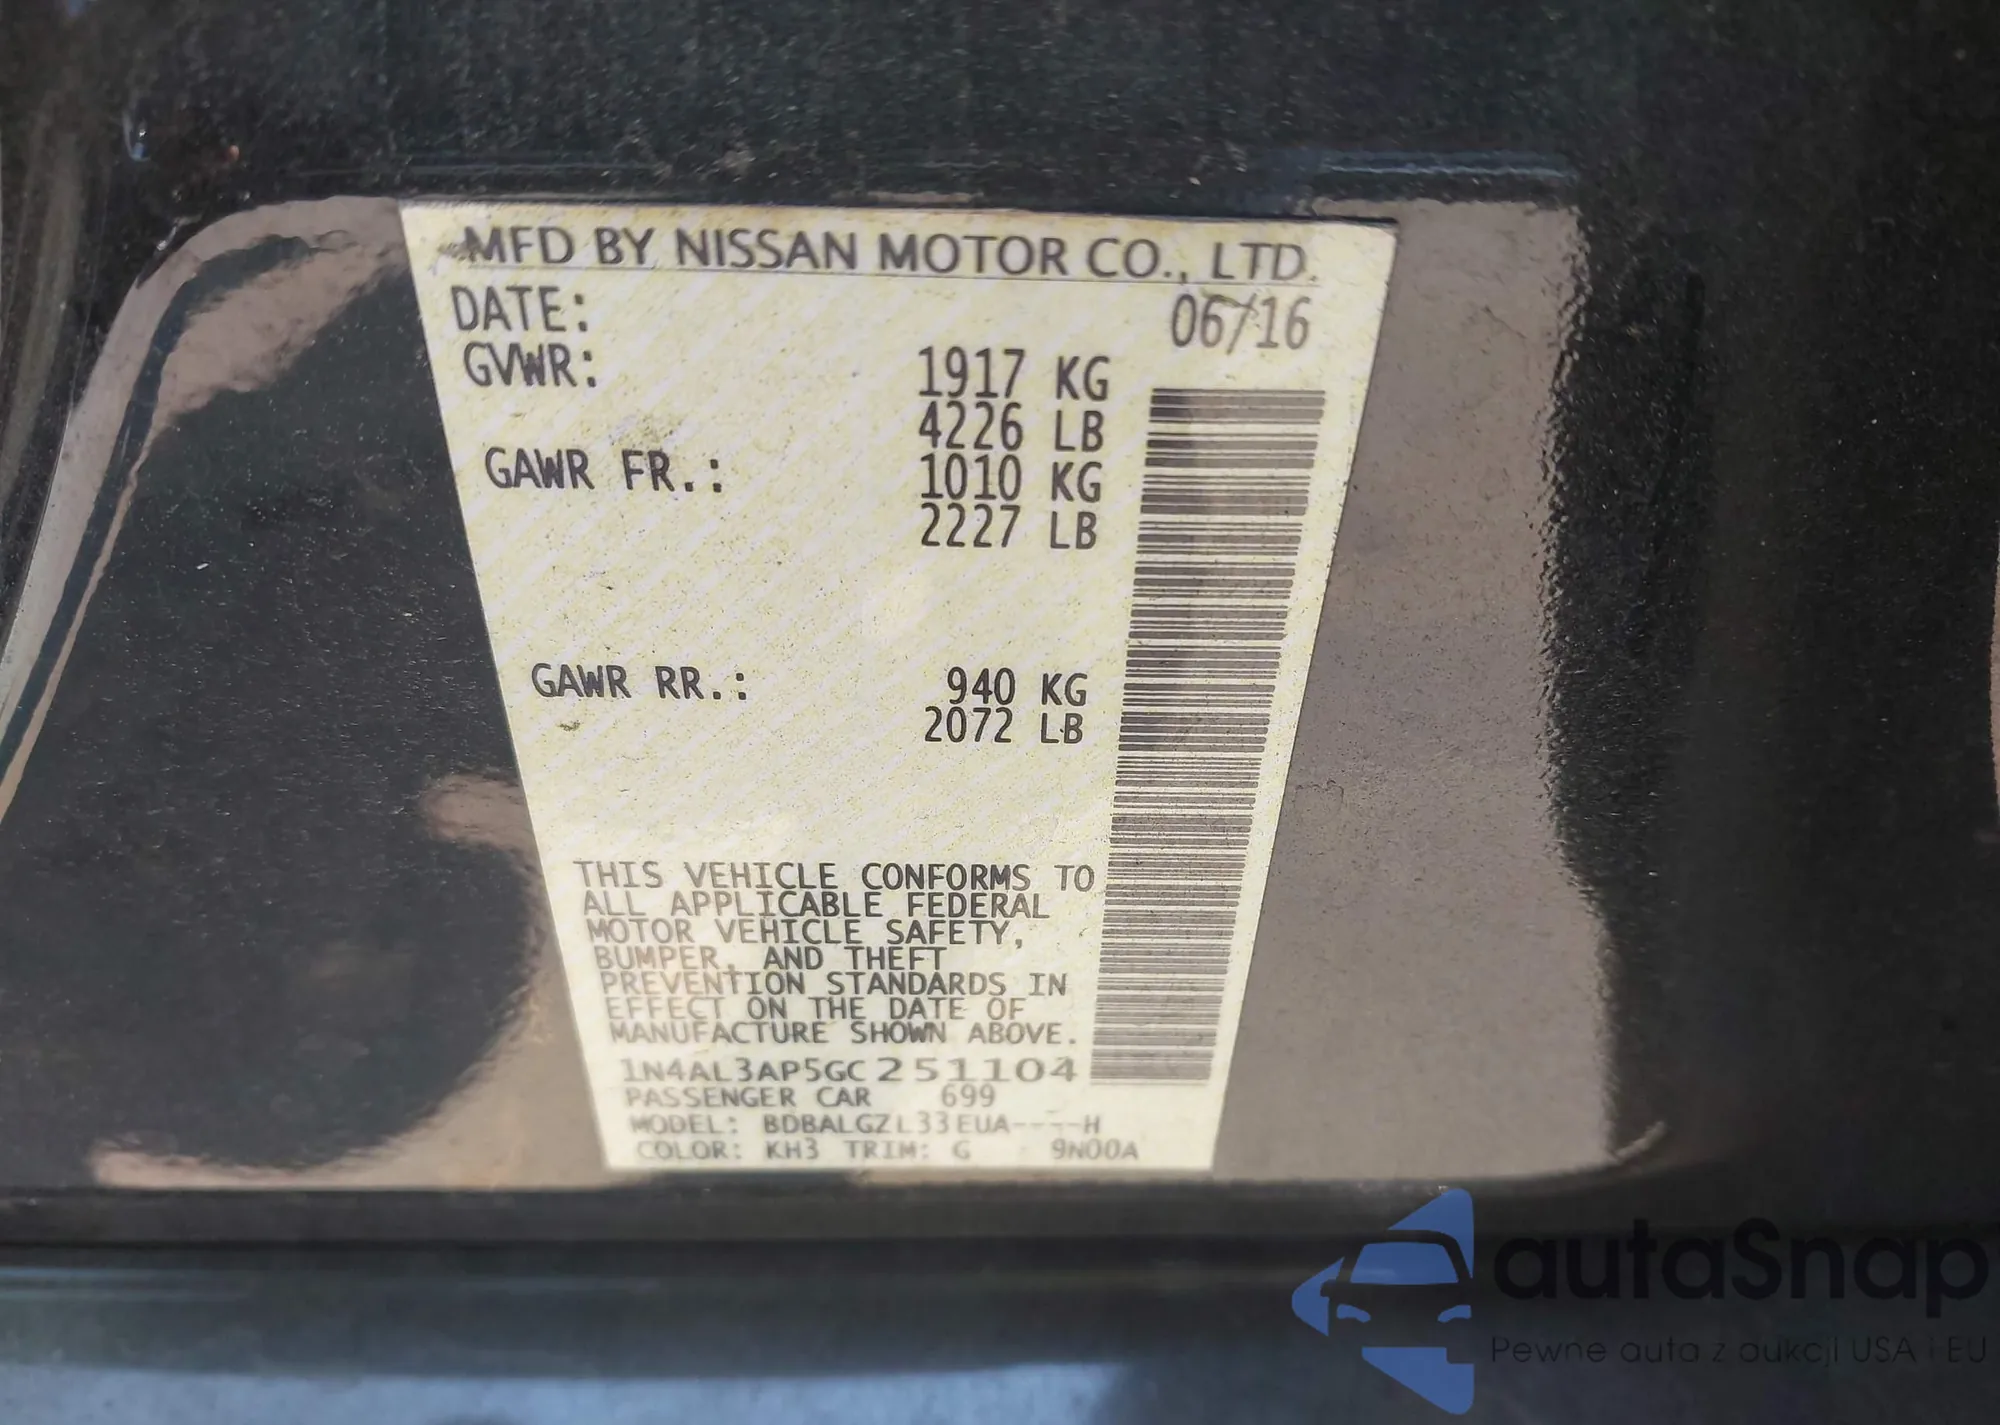 MFD BY NISSAN MOTOR CO., LTD.
DATE: 06/16
GVWR: 1917 KG
4226 LB
GAWR FR.: 1010 KG
2227 LB
GAWR RR.: 940 KG
2072 LB
THIS VEHICLE CONFORMS TO
ALL APPLICABLE FEDERAL
MOTOR VEHICLE SAFETY,
BUMPER, AND THEFT
PREVENTION STANDARDS IN
EFFECT ON THE DATE OF
MANUFACTURE SHOWN ABOVE.
1N4AL3AP5GC251104
PASSENGER CAR 699
MODEL: BDBALGZL33EUA----H
COLOR: KH3 TRIM: G 9N00A
autaSnap
Pewne auta z aukcji USA i EU